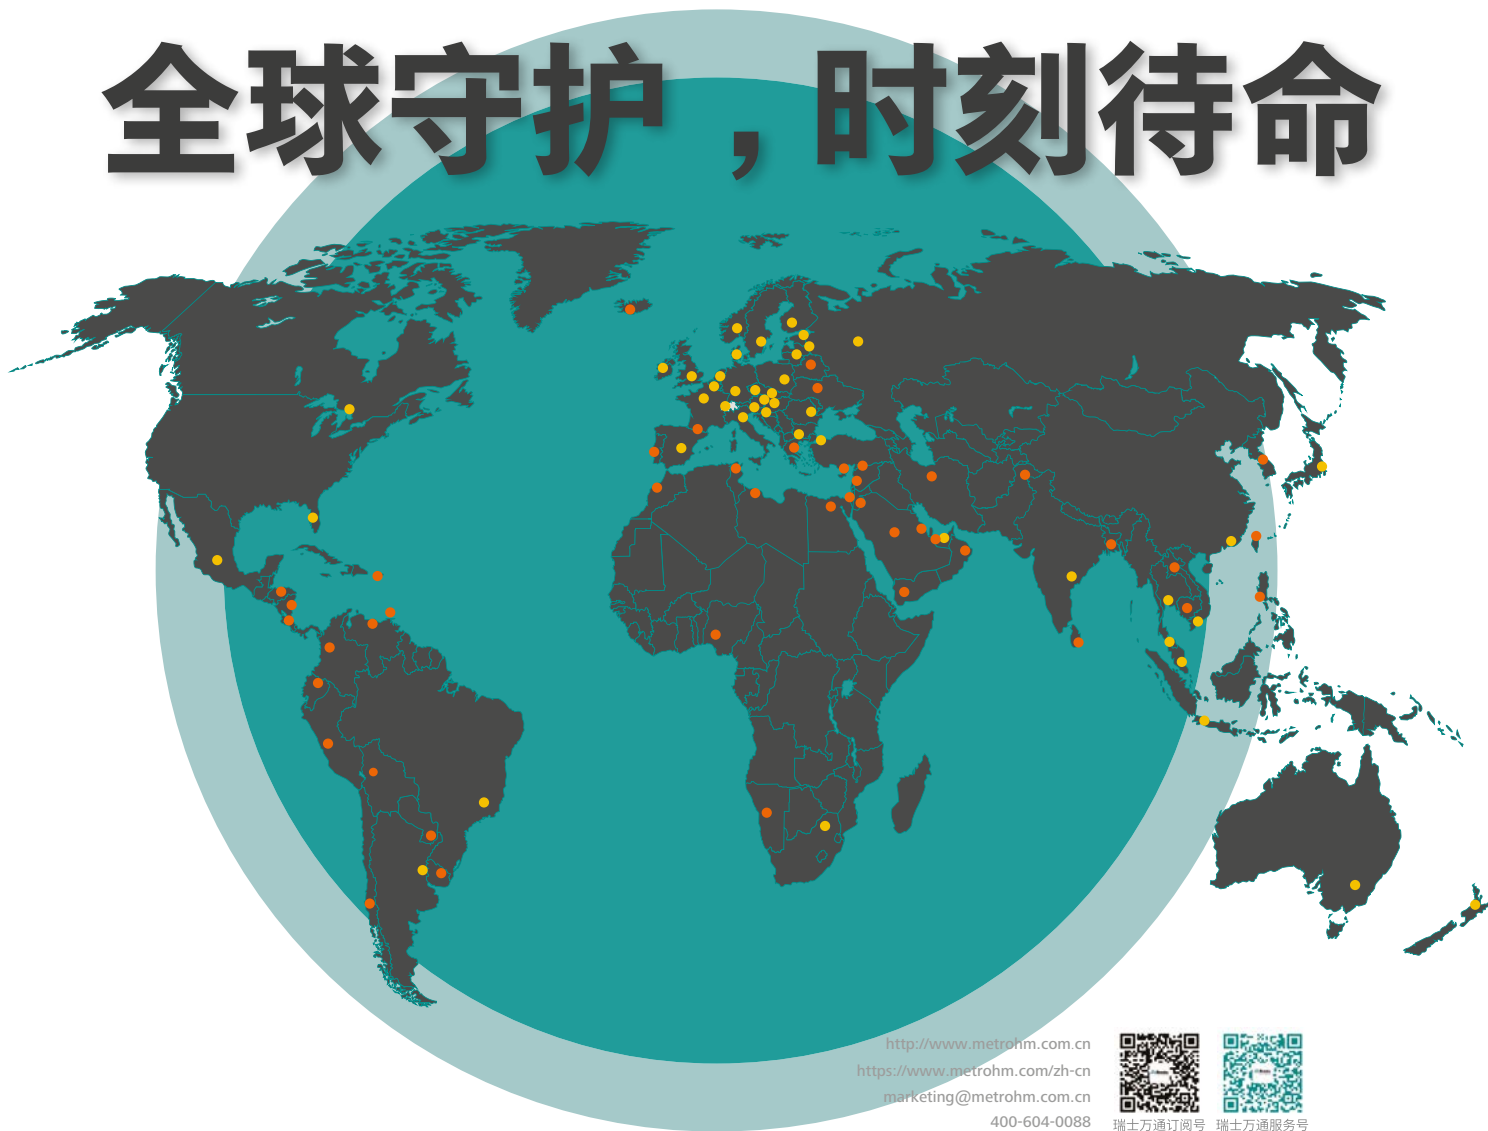 全球守护，时刻待命
http://www.metrohm.com.cn
https://www.metrohm.com/zh-cn
marketing@metrohm.com.cn
400-604-0088
瑞士万通订阅号 瑞士万通服务号